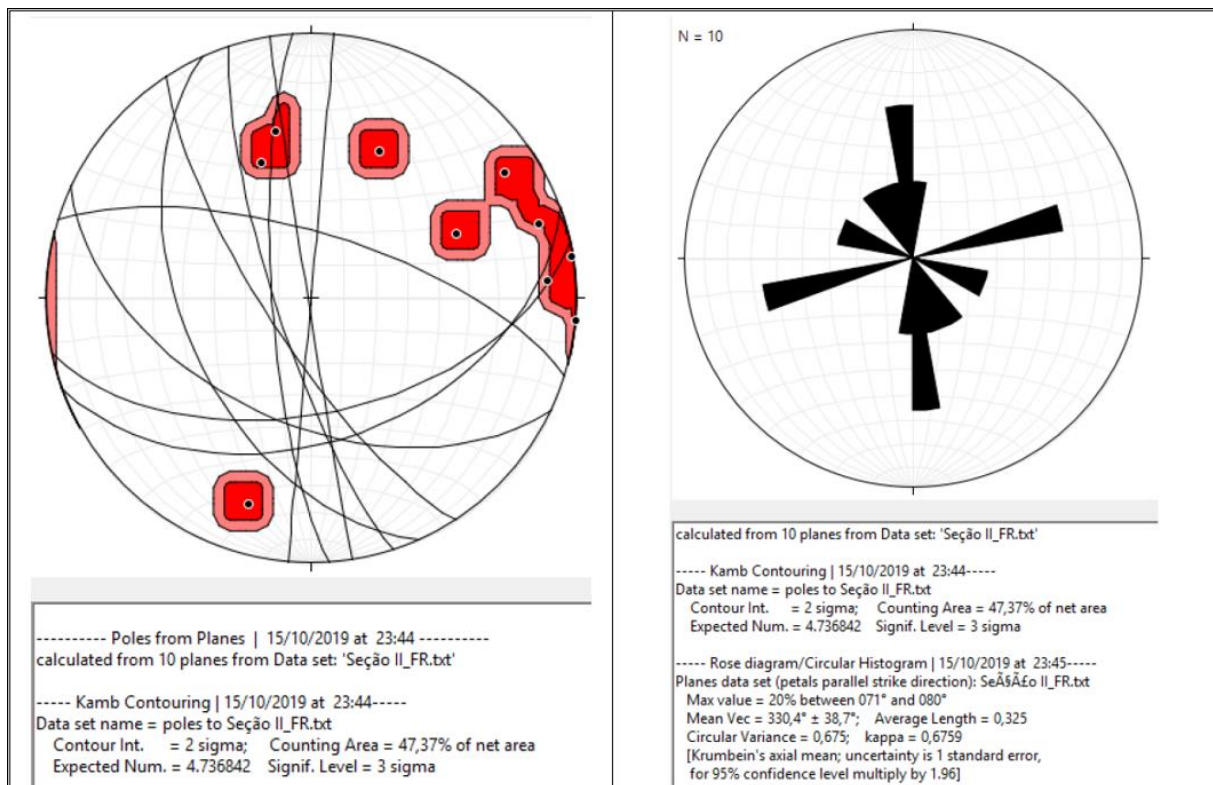 ---------- Poles from Planes | 15/10/2019 at 23:44 ----------
calculated from 10 planes from Data set: 'Seção II_FR.txt'
----- Kamb Contouring | 15/10/2019 at 23:44-----
Data set name = poles to Seção II_FR.txt
Contour Int. = 2 sigma; Counting Area = 47,37% of net area
Expected Num. = 4.736842 Signif. Level = 3 sigma
N = 10
calculated from 10 planes from Data set: 'Seção II_FR.txt'
----- Kamb Contouring | 15/10/2019 at 23:44-----
Data set name = poles to Seção II_FR.txt
Contour Int. = 2 sigma; Counting Area = 47,37% of net area
Expected Num. = 4.736842 Signif. Level = 3 sigma
----- Rose diagram/Circular Histogram | 15/10/2019 at 23:45-----
Planes data set (petals parallel strike direction): SeÃ§Ã£o II_FR.txt
Max value = 20% between 071° and 080°
Mean Vec = 330,4° ± 38,7°; Average Length = 0,325
Circular Variance = 0,675; kappa = 0,6759
[Krumbein's axial mean; uncertainty is 1 standard error,
for 95% confidence level multiply by 1.96]